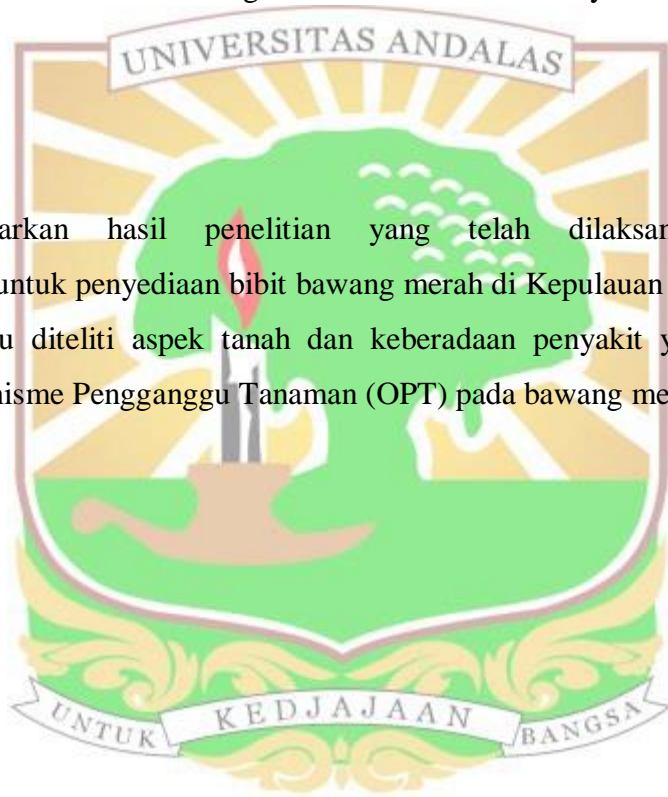 UNIVERSITAS ANDALAS
arkan hasil penelitian yang telah dilaksan
untuk penyediaan bibit bawang merah di Kepulauan
u diteliti aspek tanah dan keberadaan penyakit y
isme Pengganggu Tanaman (OPT) pada bawang me
UNTUK KEDJAJAAN BANGSA